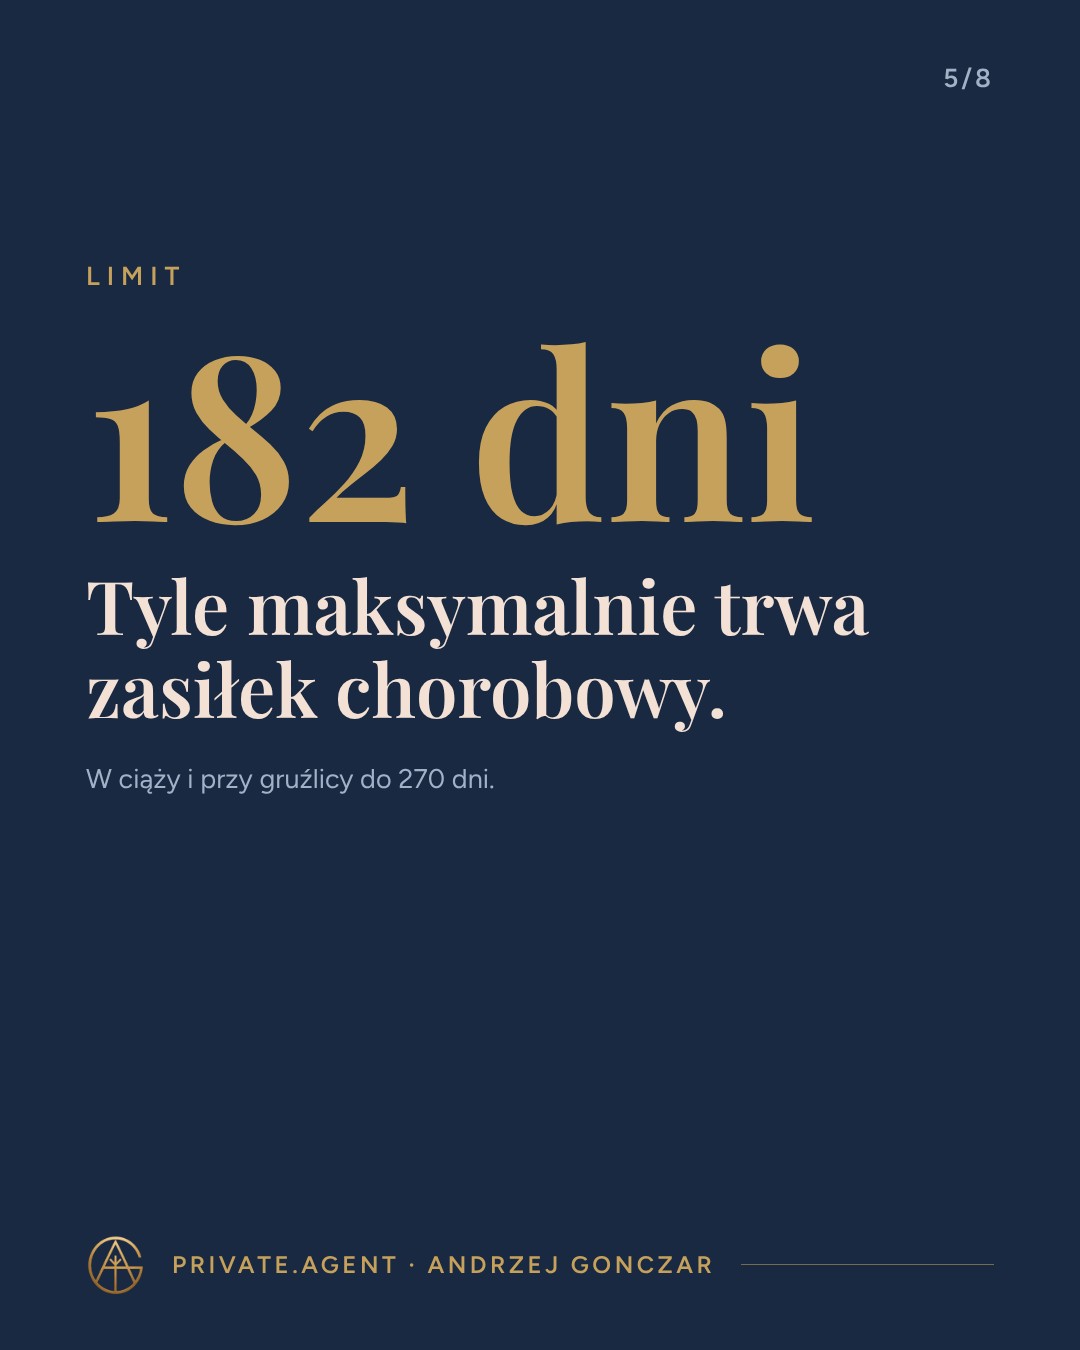 5/8
LIMIT
182 dni
Tyle maksymalnie trwa
zasiłek chorobowy.
W ciąży i przy gruźlicy do 270 dni.
PRIVATE.AGENT · ANDRZEJ GONCZAR